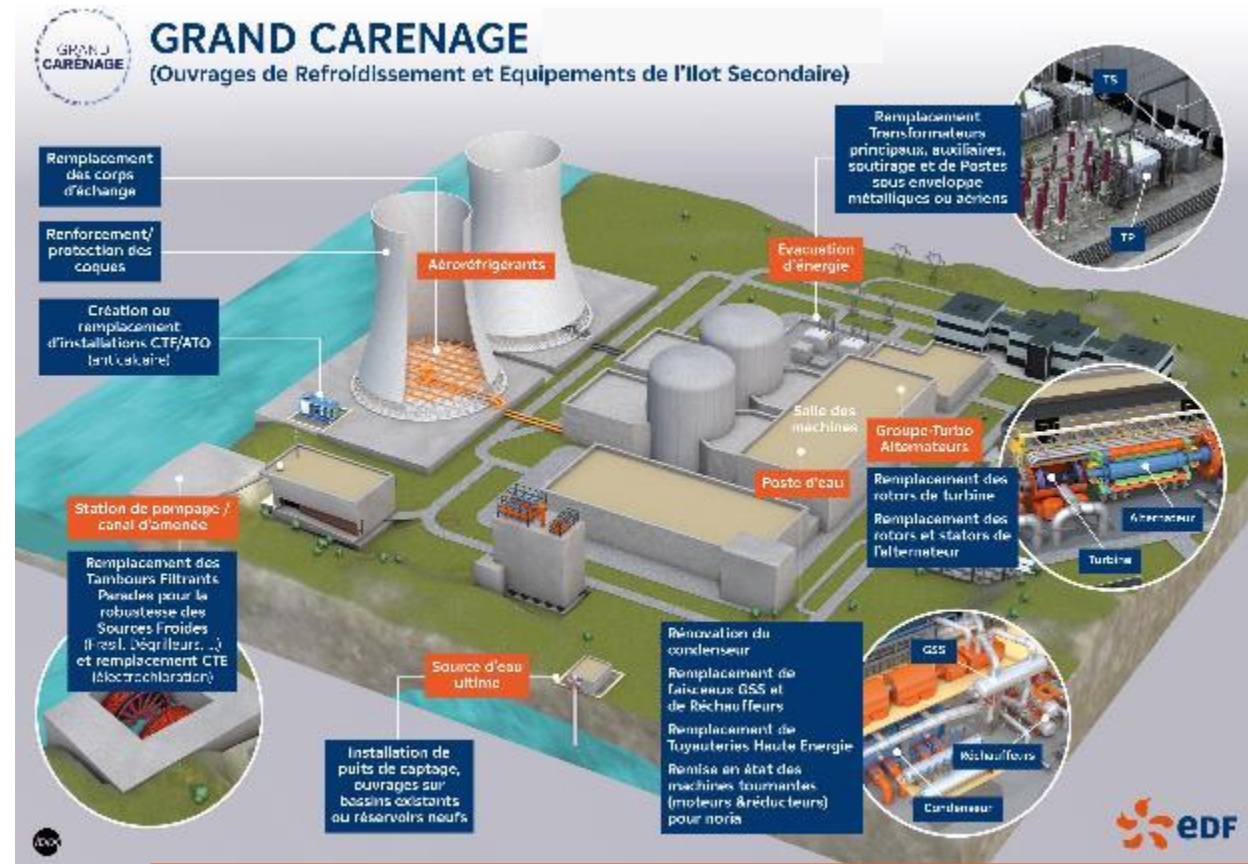 GRAND
CARÉNAGE
GRAND CARENAGE
(Ouvrages de Refroidissement et Equipements de l'Ilot Secondaire)
Remplacement
des corps
d'échange
Renforcement/
protection des
coques
Création ou
remplacement
d'installations CTF/ATO
(anticalcaire)
Aéroréfrigérants
Remplacement
Transformateurs
principaux, auxiliaires,
soutirage et de Postes
sous enveloppe
métalliques ou aériens
TS
TP
Evacuation
d'énergie
Salle des
machines
Groupe-Turbo
Alternateurs
Remplacement des
rotors de turbine
Remplacement des
rotors et stators de
l'alternateur
Alternateur
Turbine
Poste d'eau
Station de pompage /
canal d'amenée
Remplacement des
Tambours Filtrants
Parades pour la
robustesse des
Sources Froides
(Frasil, Dégrilleurs, ...)
et remplacement CTE
(électrochloration)
Source d'eau
ultime
Installation de
puits de captage,
ouvrages sur
bassins existants
ou réservoirs neufs
Rénovation du
condenseur
Remplacement de
faisceaux GSS et
de Réchauffeurs
Remplacement de
Tuyauteries Haute Energie
Remise en état des
machines tournantes
(moteurs &réducteurs)
pour noria
GSS
Réchauffeurs
Condenseur
edf